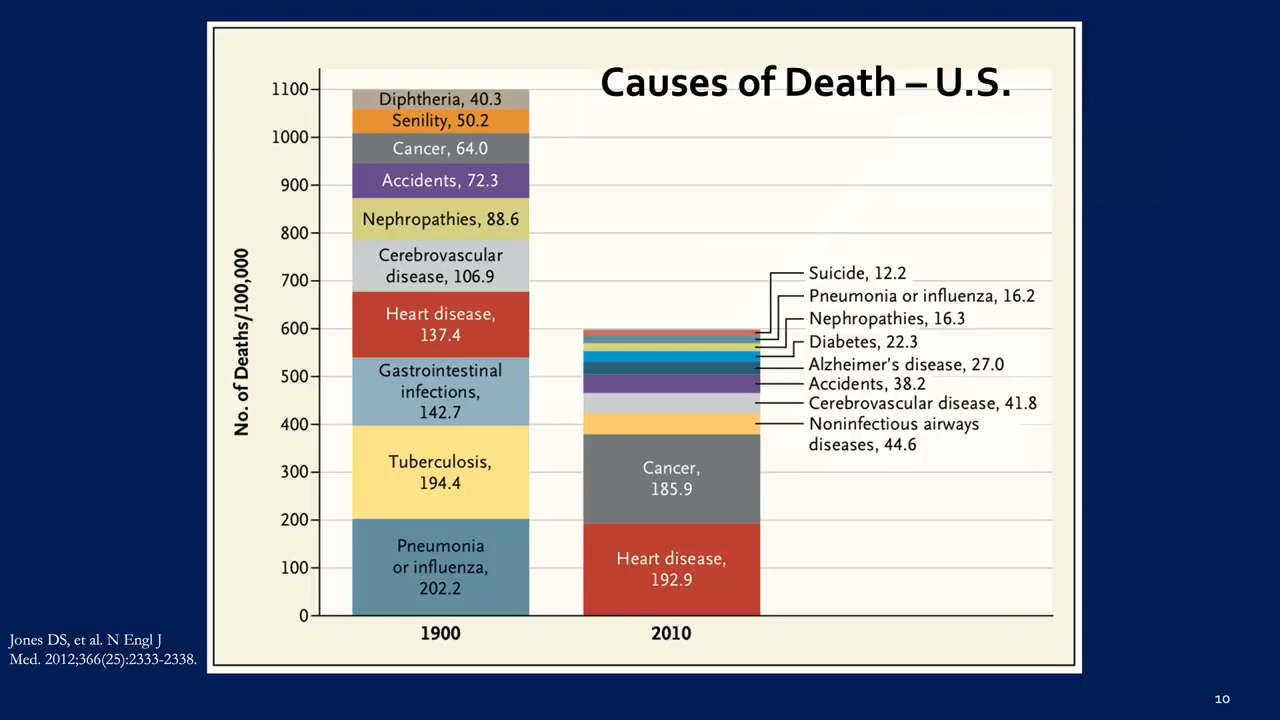 Causes of Death – U.S.
No. of Deaths/100,000
1100
1000
900
800
700
600
500
400
300
200
100
0
Diphtheria, 40.3
Senility, 50.2
Cancer, 64.0
Accidents, 72.3
Nephropathies, 88.6
Cerebrovascular
disease, 106.9
Heart disease,
137.4
Gastrointestinal
infections,
142.7
Tuberculosis,
194.4
Pneumonia
or influenza,
202.2
1900
Suicide, 12.2
Pneumonia or influenza, 16.2
Nephropathies, 16.3
Diabetes, 22.3
Alzheimer's disease, 27.0
Accidents, 38.2
Cerebrovascular disease, 41.8
Noninfectious airways
diseases, 44.6
Cancer,
185.9
Heart disease,
192.9
2010
Jones DS, et al. N Engl J
Med. 2012;366(25):2333-2338.
10